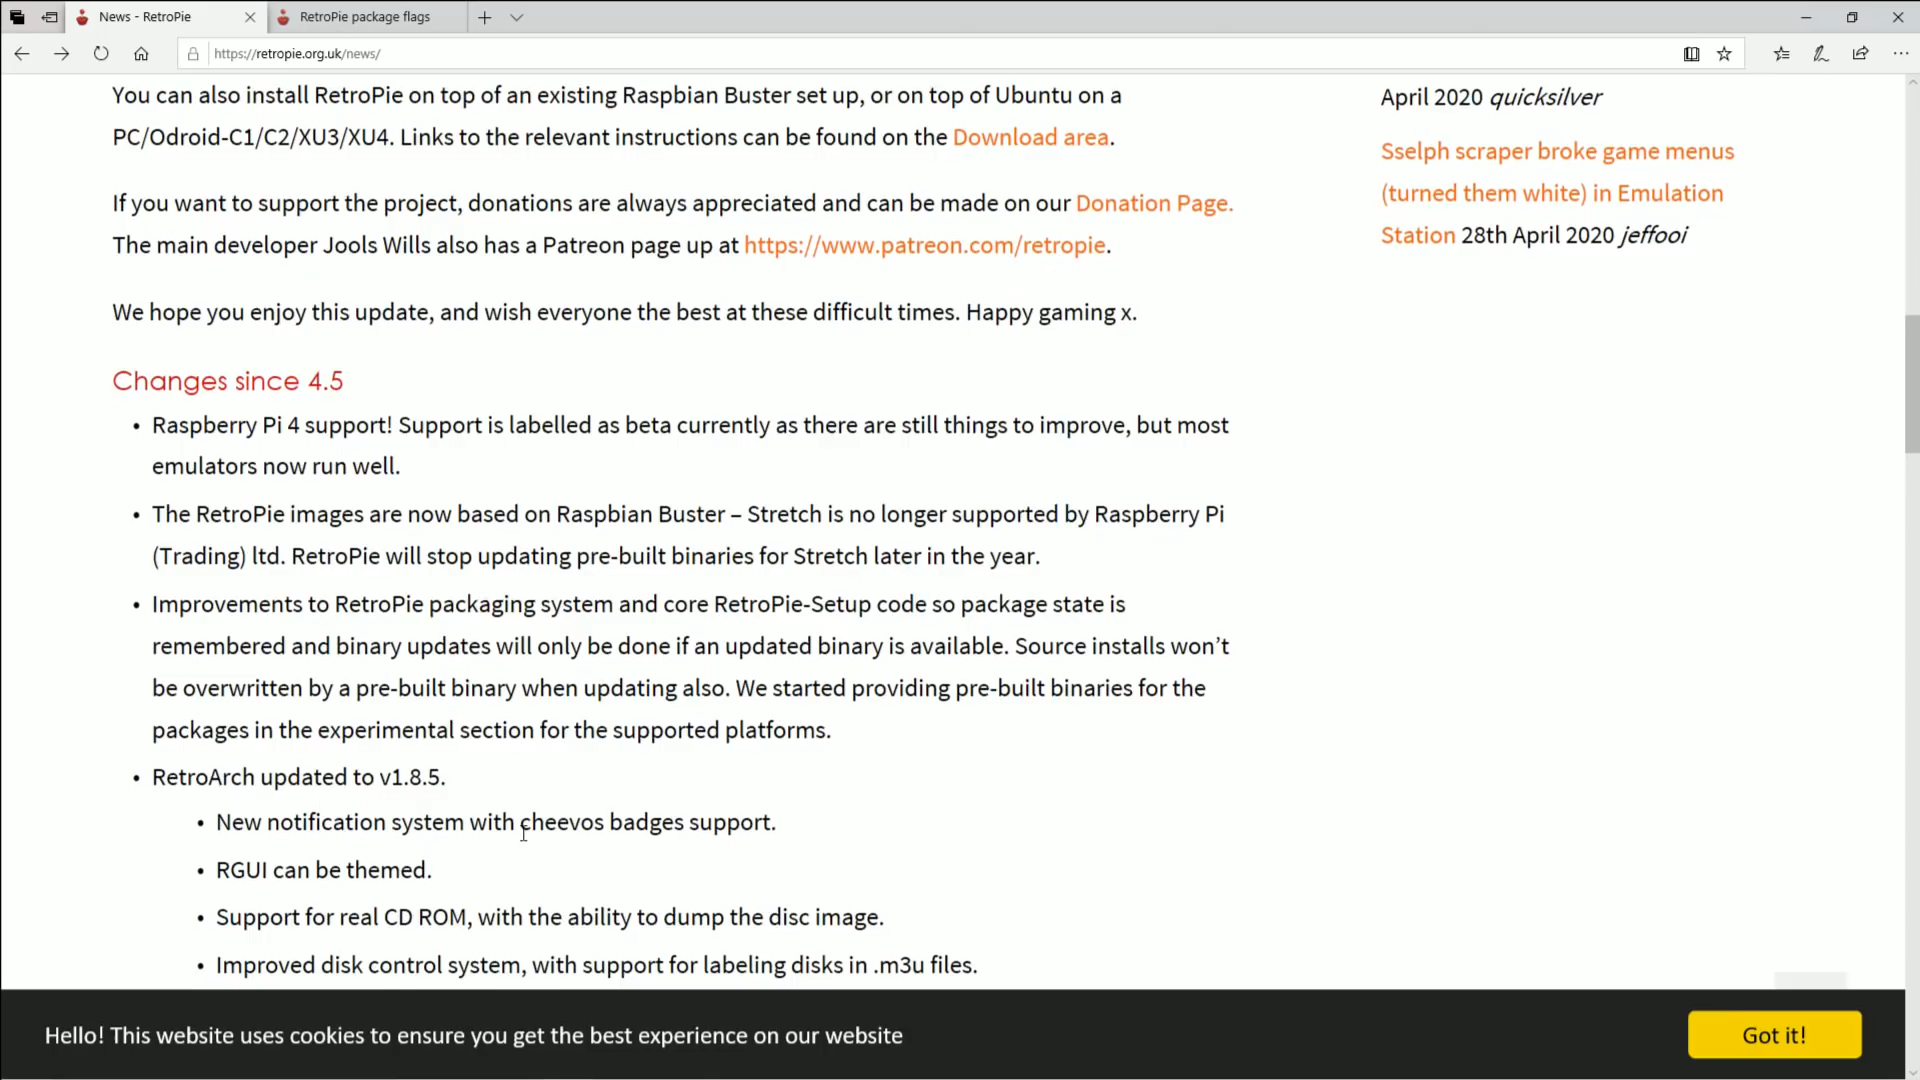 News - RetroPie
RetroPie package flags
https://retropie.org.uk/news/
You can also install RetroPie on top of an existing Raspbian Buster set up, or on top of Ubuntu on a
PC/Odroid-C1/C2/XU3/XU4. Links to the relevant instructions can be found on the Download area.
If you want to support the project, donations are always appreciated and can be made on our Donation Page.
The main developer Jools Wills also has a Patreon page up at https://www.patreon.com/retropie.
We hope you enjoy this update, and wish everyone the best at these difficult times. Happy gaming x.
Changes since 4.5
• Raspberry Pi 4 support! Support is labelled as beta currently as there are still things to improve, but most
emulators now run well.
• The RetroPie images are now based on Raspbian Buster – Stretch is no longer supported by Raspberry Pi
(Trading) ltd. RetroPie will stop updating pre-built binaries for Stretch later in the year.
• Improvements to RetroPie packaging system and core RetroPie-Setup code so package state is
remembered and binary updates will only be done if an updated binary is available. Source installs won’t
be overwritten by a pre-built binary when updating also. We started providing pre-built binaries for the
packages in the experimental section for the supported platforms.
• RetroArch updated to v1.8.5.
• New notification system with cheevos badges support.
• RGUI can be themed.
• Support for real CD ROM, with the ability to dump the disc image.
• Improved disk control system, with support for labeling disks in .m3u files.
April 2020 quicksilver
Sselph scraper broke game menus
(turned them white) in Emulation
Station 28th April 2020 jeffooi
Hello! This website uses cookies to ensure you get the best experience on our website
Got it!